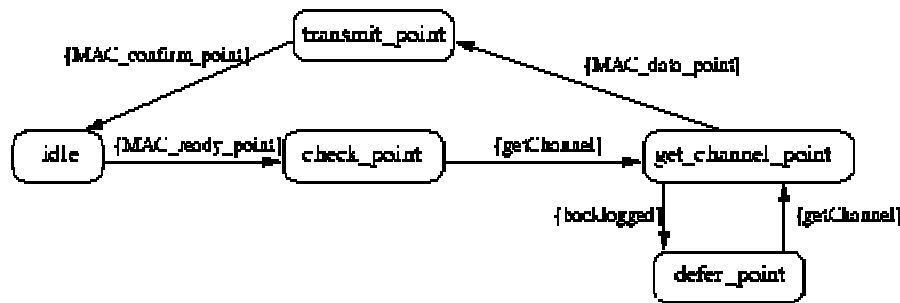 transmit_point
{MAC_confirm_point}
{MAC_data_point}
idle
{MAC_ready_point}
check_point
{getChannel}
get_channel_point
{backlogged}
{getChannel}
defer_point